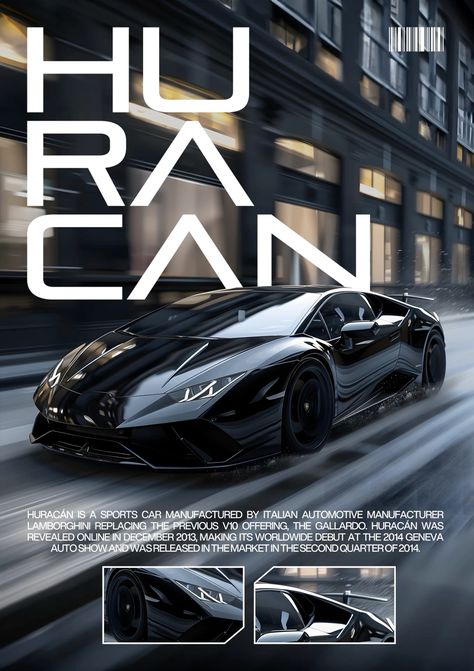 HU
RA
CAN
HURACÁN IS A SPORTS CAR MANUFACTURED BY ITALIAN AUTOMOTIVE MANUFACTURER
LAMBORGHINI REPLACING THE PREVIOUS V10 OFFERING, THE GALLARDO. HURACÁN WAS
REVEALED ONLINE IN DECEMBER 2013, MAKING ITS WORLDWIDE DEBUT AT THE 2014 GENEVA
AUTO SHOW AND WAS RELEASED IN THE MARKET IN THE SECOND QUARTER OF 2014.